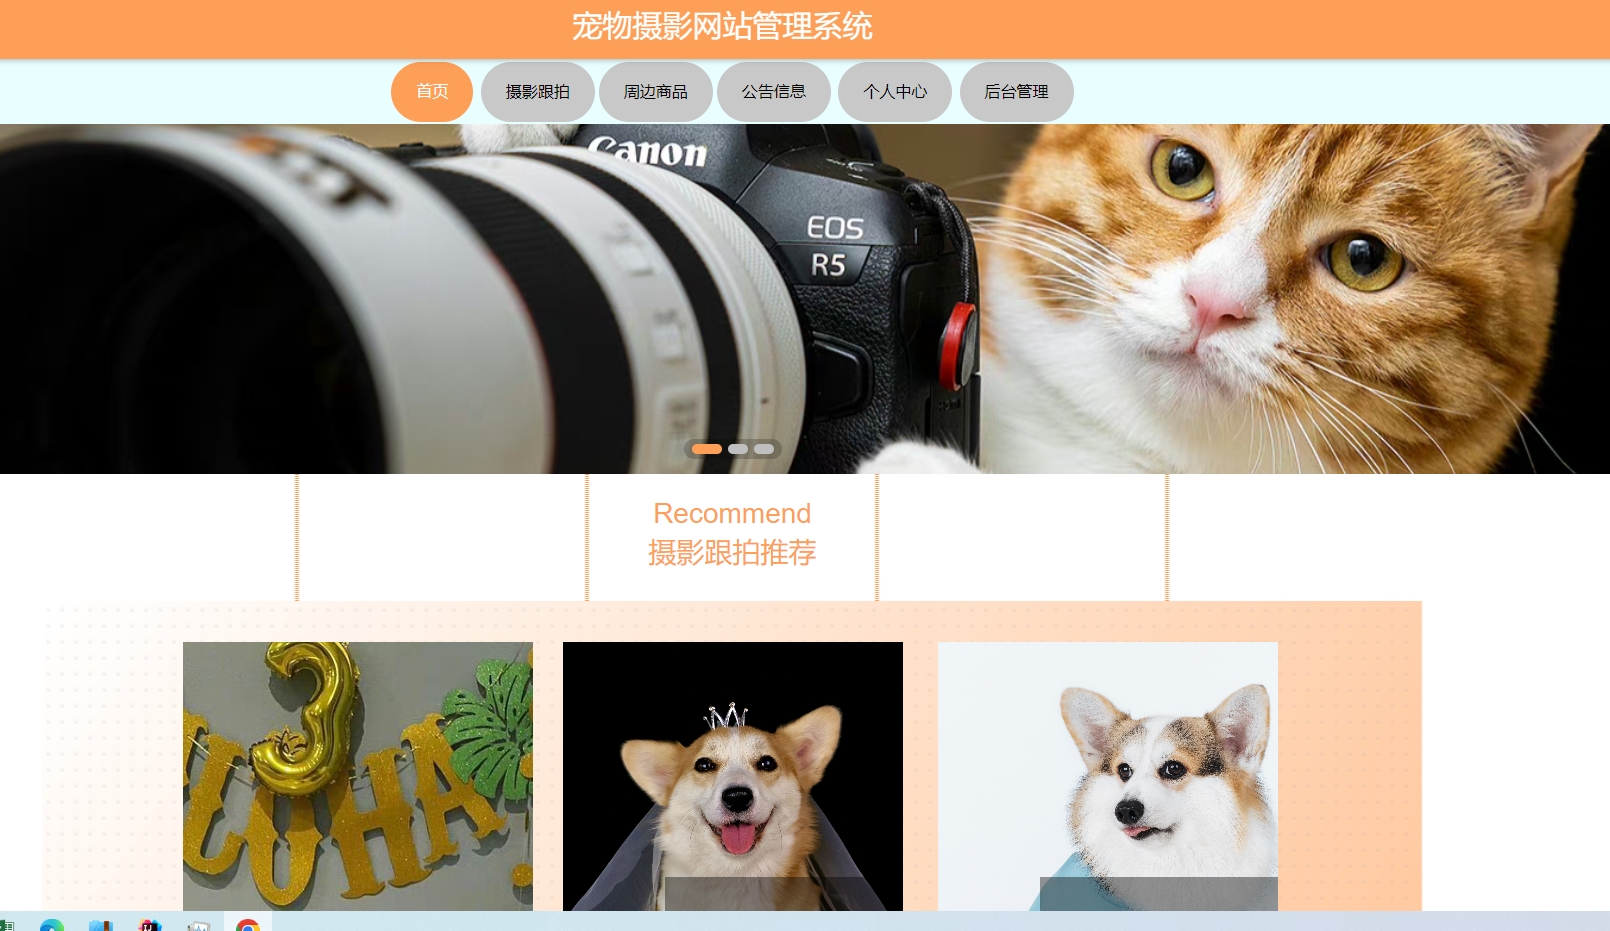 宠物摄影网站管理系统
首页 摄影跟拍 周边商品 公告信息 个人中心 后台管理
Canon
EOS
R5
Recommend
摄影跟拍推荐
3
LUHA